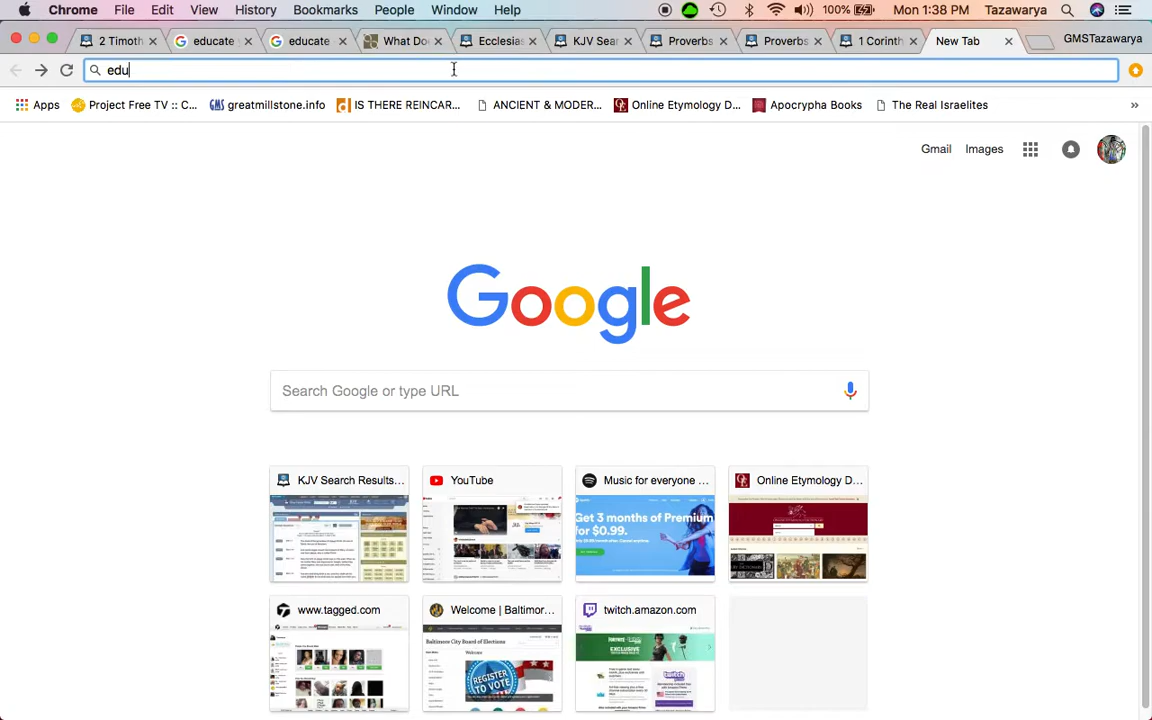 Chrome File Edit View History Bookmarks People Window Help 100% Mon 1:38 PM Tazawarya
2 Timoth educate educate What Do Ecclesias KJV Sear Proverbs Proverbs 1 Corinth New Tab GMSTazawarya
edu
Apps Project Free TV :: C... GMS greatmillstone.info IS THERE REINCAR... ANCIENT & MODER... Online Etymology D... Apocrypha Books The Real Israelites »
Gmail Images
Google
Search Google or type URL
KJV Search Results... YouTube Music for everyone ... Online Etymology D...
Get 3 months of Premium
for $0.99.
www.tagged.com Welcome | Baltimor... twitch.amazon.com
Baltimore City Board of Elections
Welcome
EXCLUSIVE
REGISTER
TO VOTE